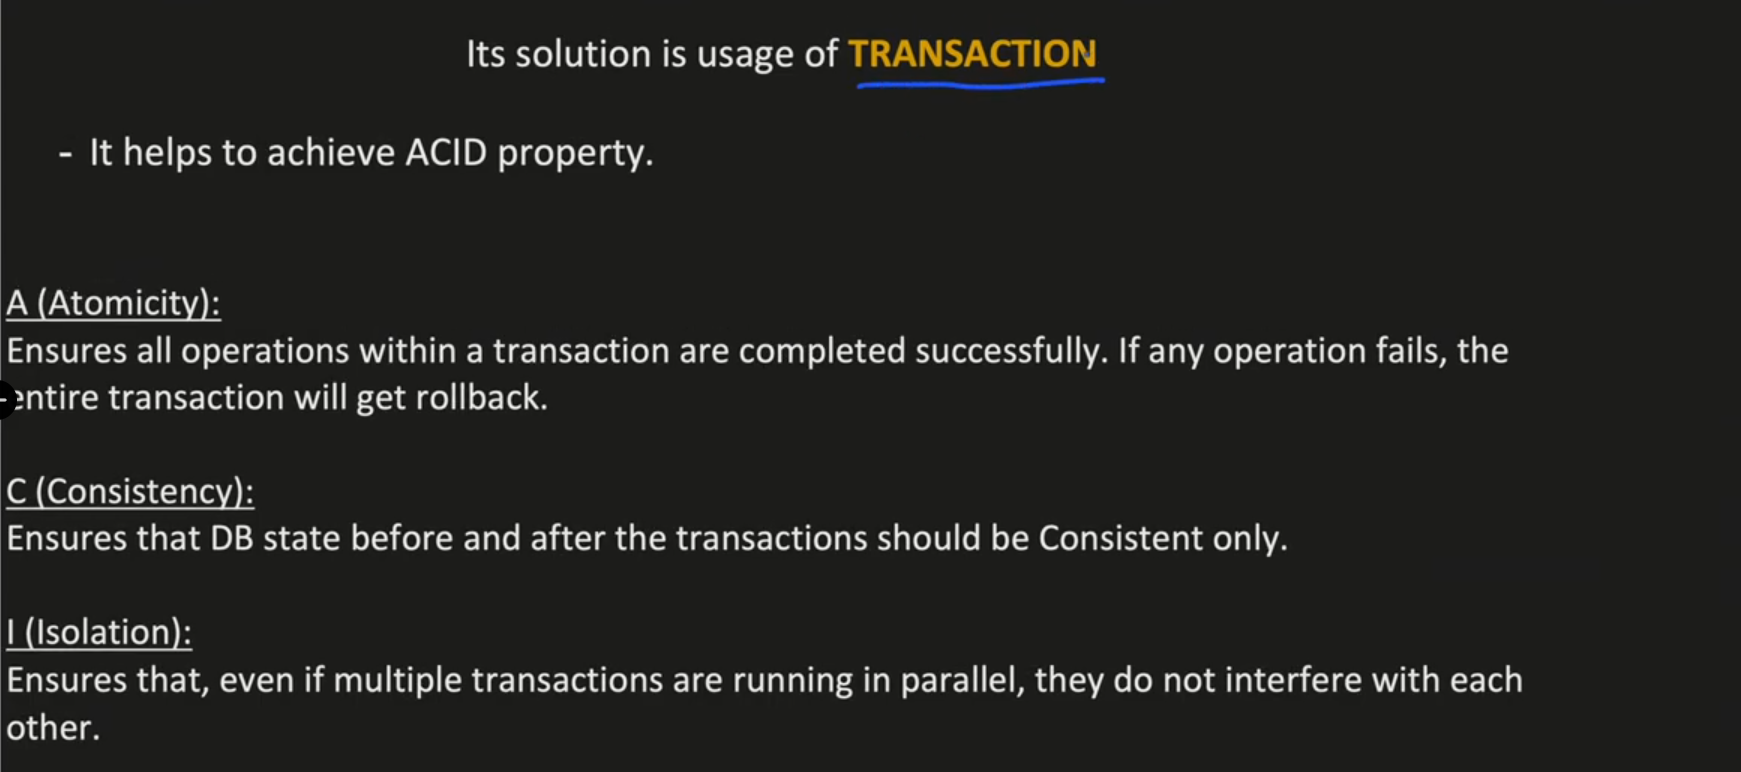 Its solution is usage of TRANSACTION
- It helps to achieve ACID property.
A (Atomicity):
Ensures all operations within a transaction are completed successfully. If any operation fails, the
entire transaction will get rollback.
C (Consistency):
Ensures that DB state before and after the transactions should be Consistent only.
I (Isolation):
Ensures that, even if multiple transactions are running in parallel, they do not interfere with each
other.